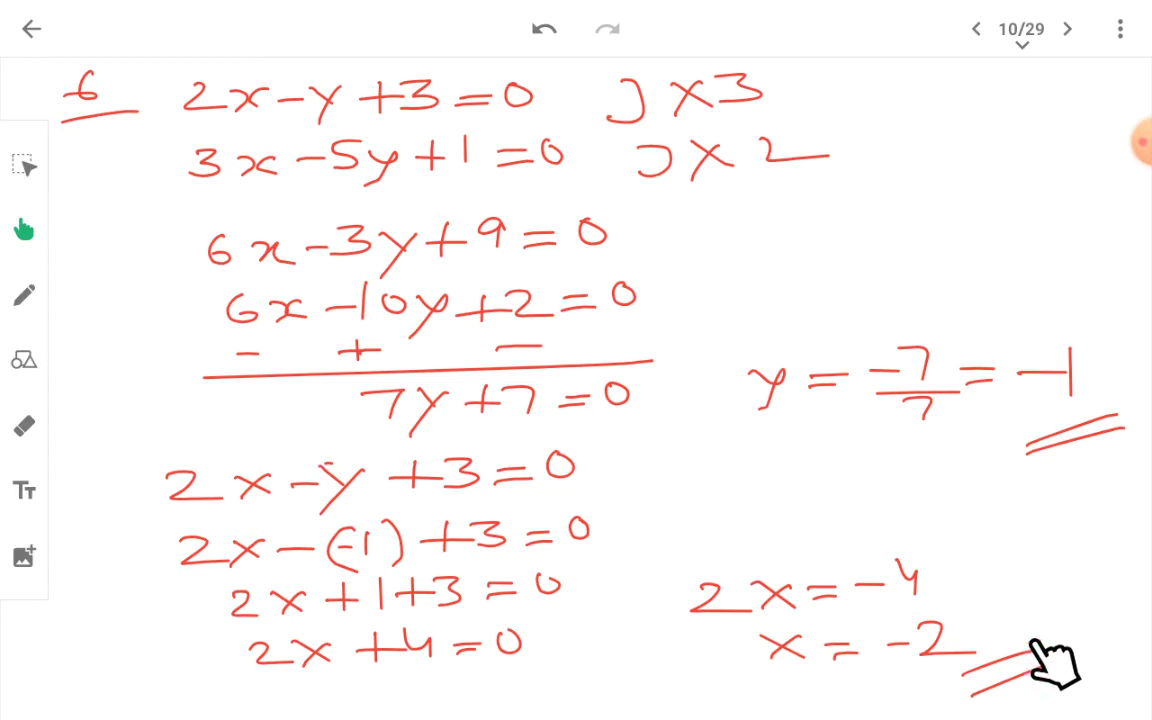 10/29
6 2x - y + 3 = 0 ] × 3
3x - 5y + 1 = 0 ] × 2
6x - 3y + 9 = 0
6x - 10y + 2 = 0
- + -
7y + 7 = 0
y = -7/7 = -1
2x - y + 3 = 0
2x - (-1) + 3 = 0
2x + 1 + 3 = 0
2x + 4 = 0
2x = -4
x = -2
Tт